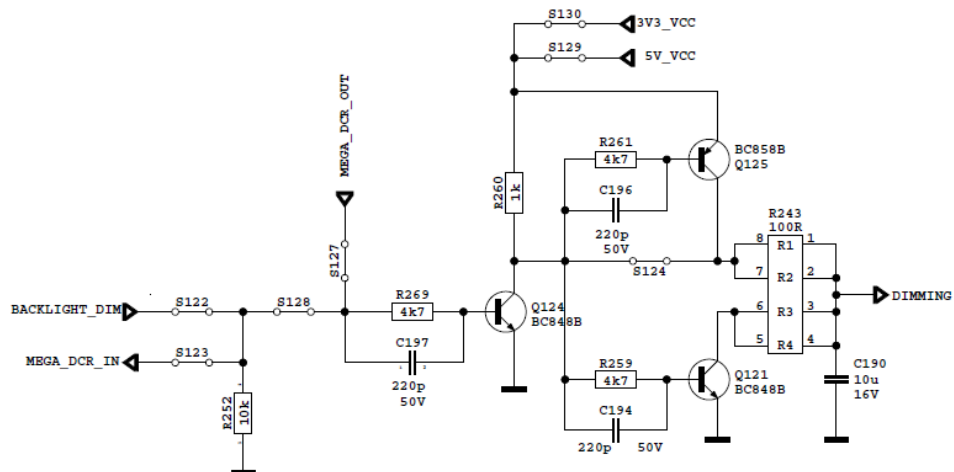 S130
3V3_VCC
S129
5V_VCC
MEGA_DCR_OUT
R261
4k7
BC858B
Q125
R260
1k
C196
220p
50V
R243
100R
8
R1
1
S127
S124
7
R2
2
BACKLIGHT_DIM
S122
S128
R269
4k7
Q124
BC848B
6
R3
3
DIMMING
MEGA_DCR_IN
S123
C197
1
2
220p
50V
5
R4
4
R259
4k7
Q121
BC848B
C190
10u
16V
R252
10k
C194
220p
50V